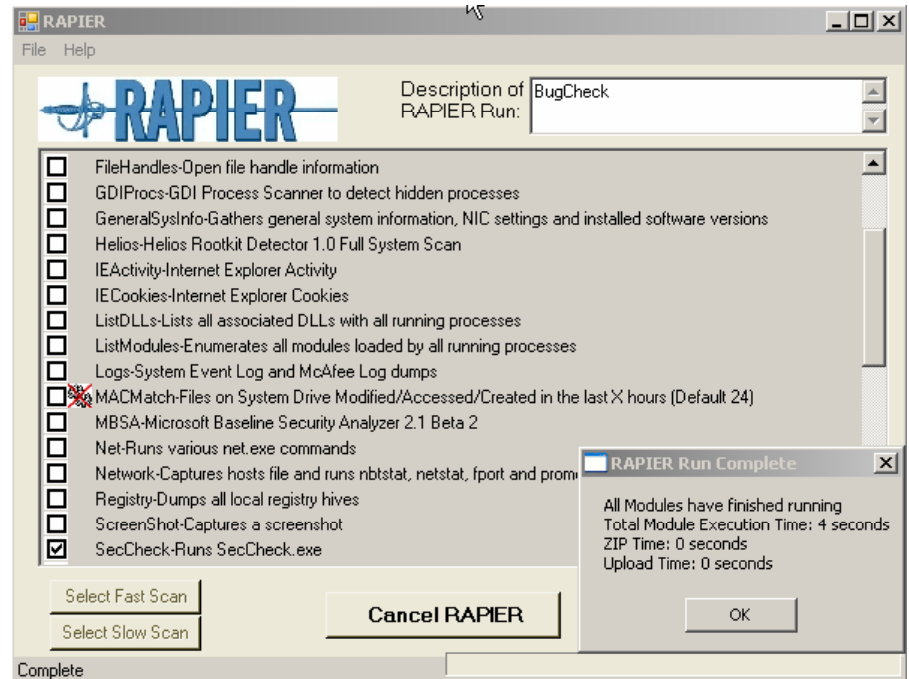 RAPIER
File Help
RAPIER
Description of
RAPIER Run:
BugCheck
FileHandles-Open file handle information
GDIProcs-GDI Process Scanner to detect hidden processes
GeneralSysInfo-Gathers general system information, NIC settings and installed software versions
Helios-Helios Rootkit Detector 1.0 Full System Scan
IEActivity-Internet Explorer Activity
IECookies-Internet Explorer Cookies
ListDLLs-Lists all associated DLLs with all running processes
ListModules-Enumerates all modules loaded by all running processes
Logs-System Event Log and McAfee Log dumps
MACMatch-Files on System Drive Modified/Accessed/Created in the last X hours (Default 24)
MBSA-Microsoft Baseline Security Analyzer 2.1 Beta 2
Net-Runs various net.exe commands
Network-Captures hosts file and runs nbtstat, netstat, fport and prom
Registry-Dumps all local registry hives
ScreenShot-Captures a screenshot
SecCheck-Runs SecCheck.exe
RAPIER Run Complete
All Modules have finished running
Total Module Execution Time: 4 seconds
ZIP Time: 0 seconds
Upload Time: 0 seconds
OK
Select Fast Scan
Select Slow Scan
Cancel RAPIER
Complete